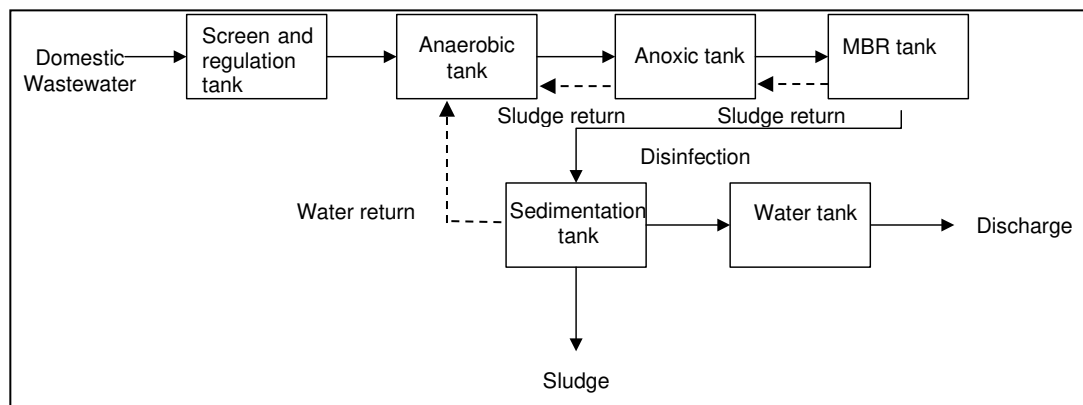 Domestic
Wastewater
Screen and
regulation
tank
Anaerobic
tank
Anoxic tank
MBR tank
Sludge return
Sludge return
Disinfection
Water return
Sedimentation
tank
Water tank
Discharge
Sludge